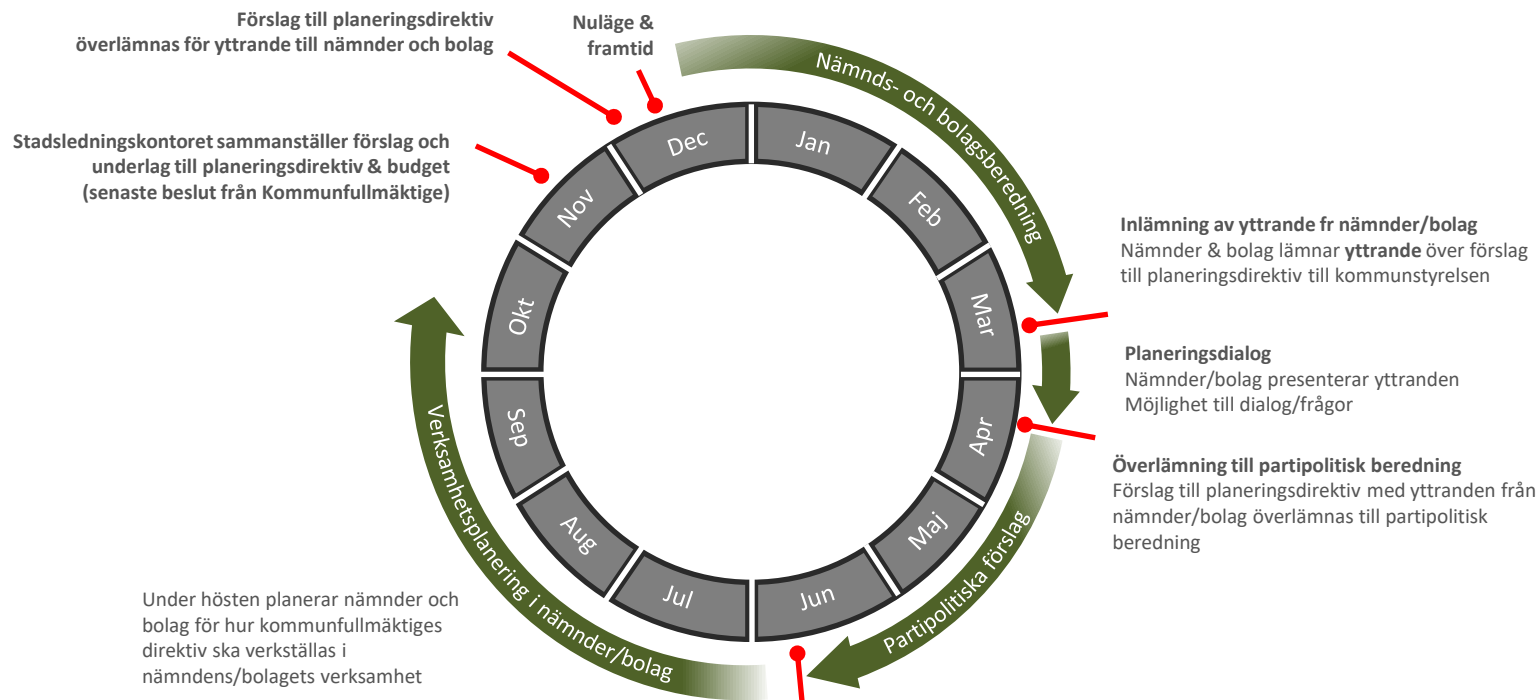 Förslag till planeringsdirektiv
överlämnas för yttrande till nämnder och bolag
Nuläge &
framtid
Stadsledningskontoret sammanställer förslag och
underlag till planeringsdirektiv & budget
(senaste beslut från Kommunfullmäktige)
Nämnds- och bolagsberedning
Inlämning av yttrande fr nämnder/bolag
Nämnder & bolag lämnar yttrande över förslag
till planeringsdirektiv till kommunstyrelsen
Planeringsdialog
Nämnder/bolag presenterar yttranden
Möjlighet till dialog/frågor
Överlämning till partipolitisk beredning
Förslag till planeringsdirektiv med yttranden från
nämnder/bolag överlämnas till partipolitisk
beredning
Partipolitiska förslag
Verksamhetsplanering i nämnder/bolag
Under hösten planerar nämnder och
bolag för hur kommunfullmäktiges
direktiv ska verkställas i
nämndens/bolagets verksamhet
Jan
Feb
Mar
Apr
Maj
Jun
Jul
Aug
Sep
Okt
Nov
Dec